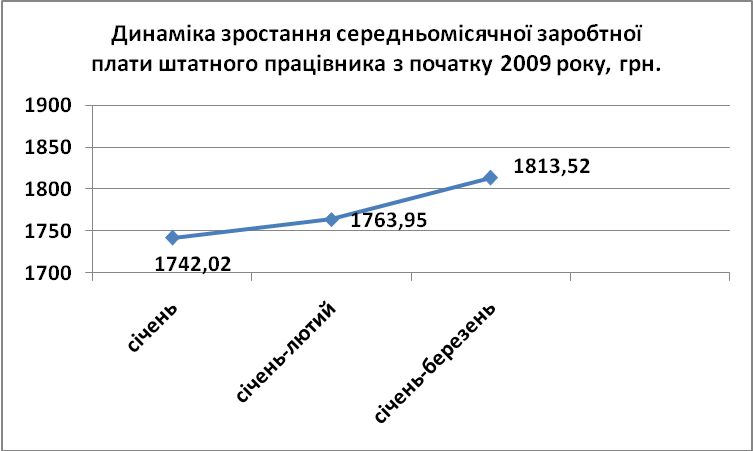 Динаміка зростання середньомісячної заробтної
плати штатного працівника з початку 2009 року, грн.
1900
1850
1800
1750
1700
1813,52
1763,95
1742,02
січень
січень-лютий
січень-березень